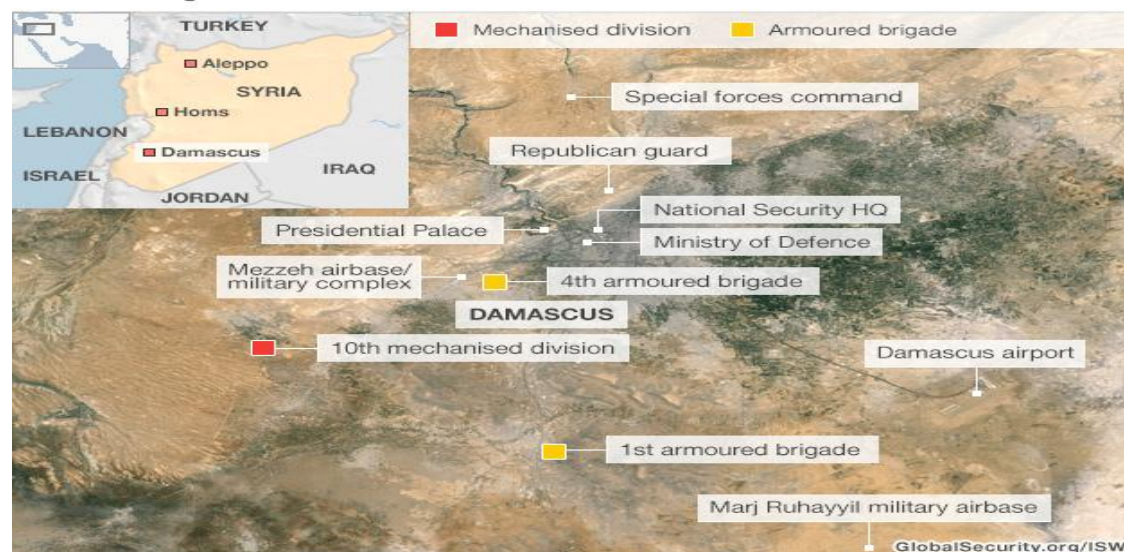 TURKEY
Aleppo
SYRIA
Homs
LEBANON
Damascus
ISRAEL
IRAQ
JORDAN
Mechanised division
Armoured brigade
Special forces command
Republican guard
National Security HQ
Presidential Palace
Ministry of Defence
Mezzeh airbase/
military complex
4th armoured brigade
DAMASCUS
10th mechanised division
Damascus airport
1st armoured brigade
Marj Ruhayyil military airbase
GlobalSecurity.org/ISW